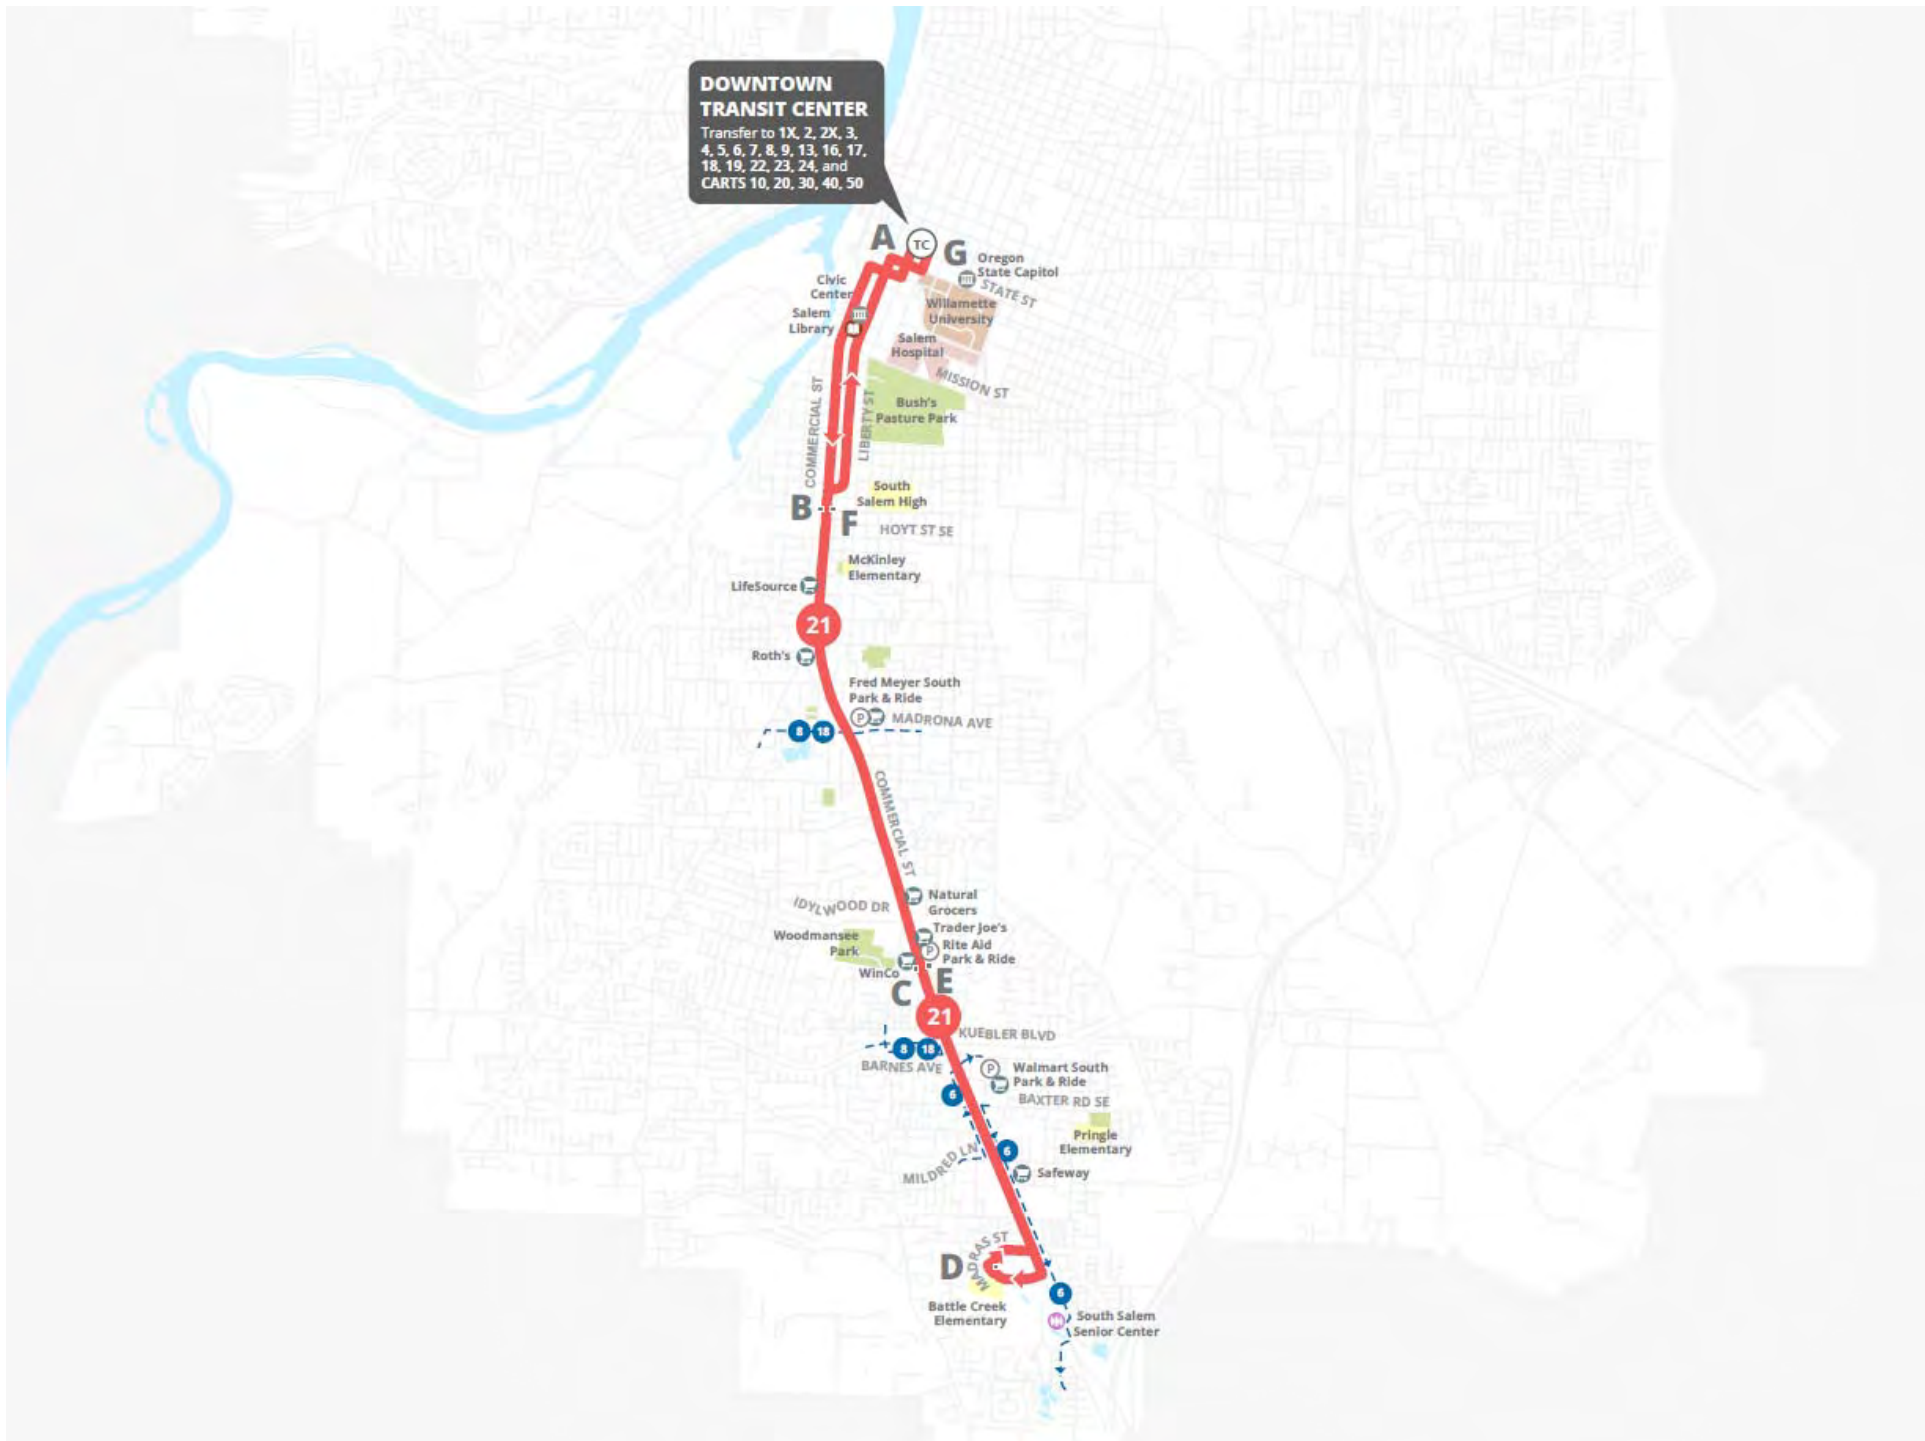 DOWNTOWN
TRANSIT CENTER
Transfer to 1X, 2, 2X, 3,
4, 5, 6, 7, 8, 9, 13, 16, 17,
18, 19, 22, 23, 24, and
CARTS 10, 20, 30, 40, 50
A
TC
G
Oregon
State Capitol
STATE ST
Civic
Center
Salem
Library
Willamette
University
Salem
Hospital
MISSION ST
Bush's
Pasture Park
COMMERCIAL ST
LIBERTY ST
South
Salem High
B
F
HOYT ST SE
McKinley
Elementary
LifeSource
21
Roth's
Fred Meyer South
Park & Ride
P
MADRONA AVE
8
18
COMMERCIAL ST
Natural
Grocers
IDYLWOOD DR
Trader Joe's
Woodmansee
Park
P
Rite Aid
Park & Ride
WinCo
C
E
21
KUEBLER BLVD
8
18
BARNES AVE
P
Walmart South
Park & Ride
6
BAXTER RD SE
Pringle
Elementary
6
MILDRED LN
Safeway
MADRAS ST
D
6
Battle Creek
Elementary
South Salem
Senior Center